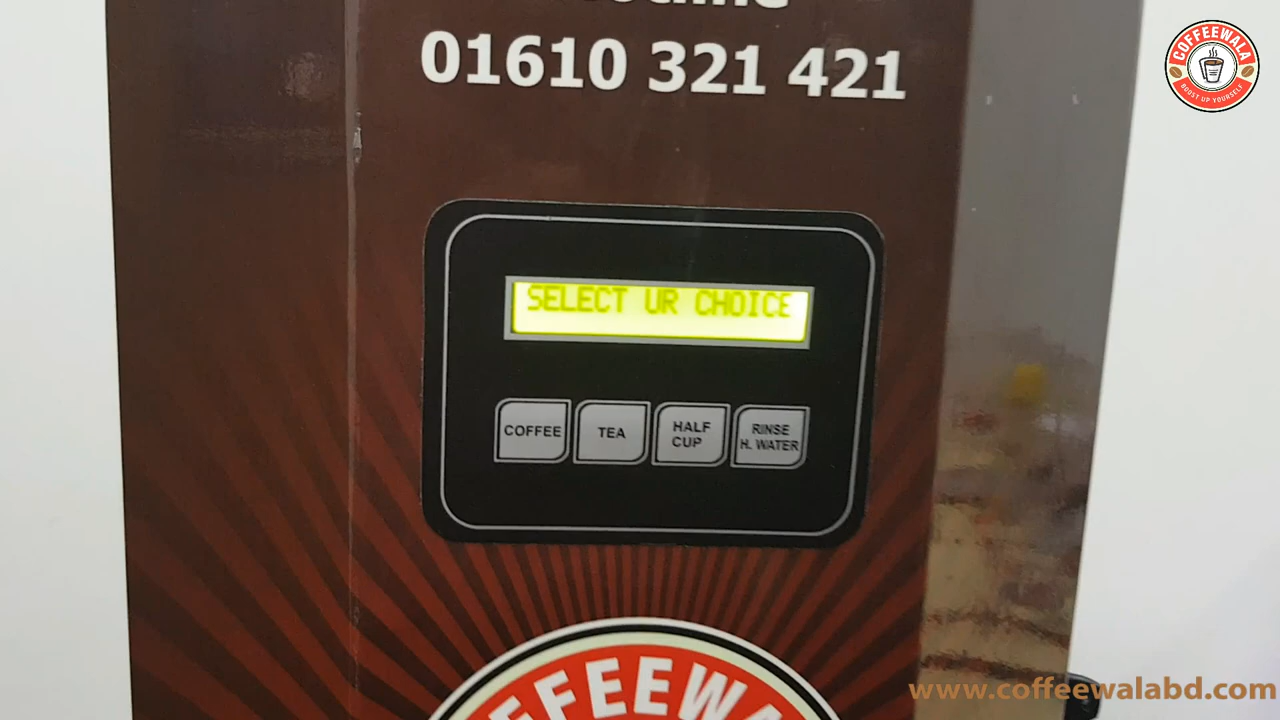 01610 321 421
COFFEEWALA
BOOST UP YOURSELF
SELECT UR CHOICE
COFFEE
TEA
HALF
CUP
RINSE
H. WATER
www.coffeewalabd.com